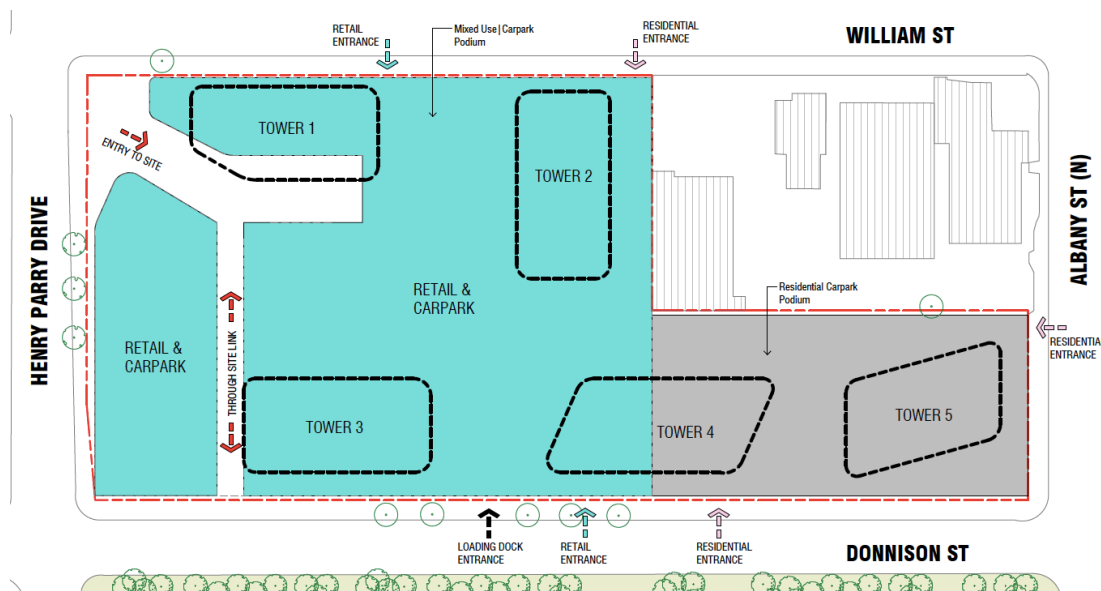 RETAIL
ENTRANCE
Mixed Use|Carpark
Podium
RESIDENTIAL
ENTRANCE
WILLIAM ST
TOWER 1
ENTRY TO SITE
TOWER 2
HENRY PARRY DRIVE
ALBANY ST (N)
RETAIL &
CARPARK
Residential Carpark
Podium
THROUGH SITE LINK
RETAIL &
CARPARK
RESIDENTIA
ENTRANCE
TOWER 3
TOWER 4
TOWER 5
LOADING DOCK
ENTRANCE
RETAIL
ENTRANCE
RESIDENTIAL
ENTRANCE
DONNISON ST